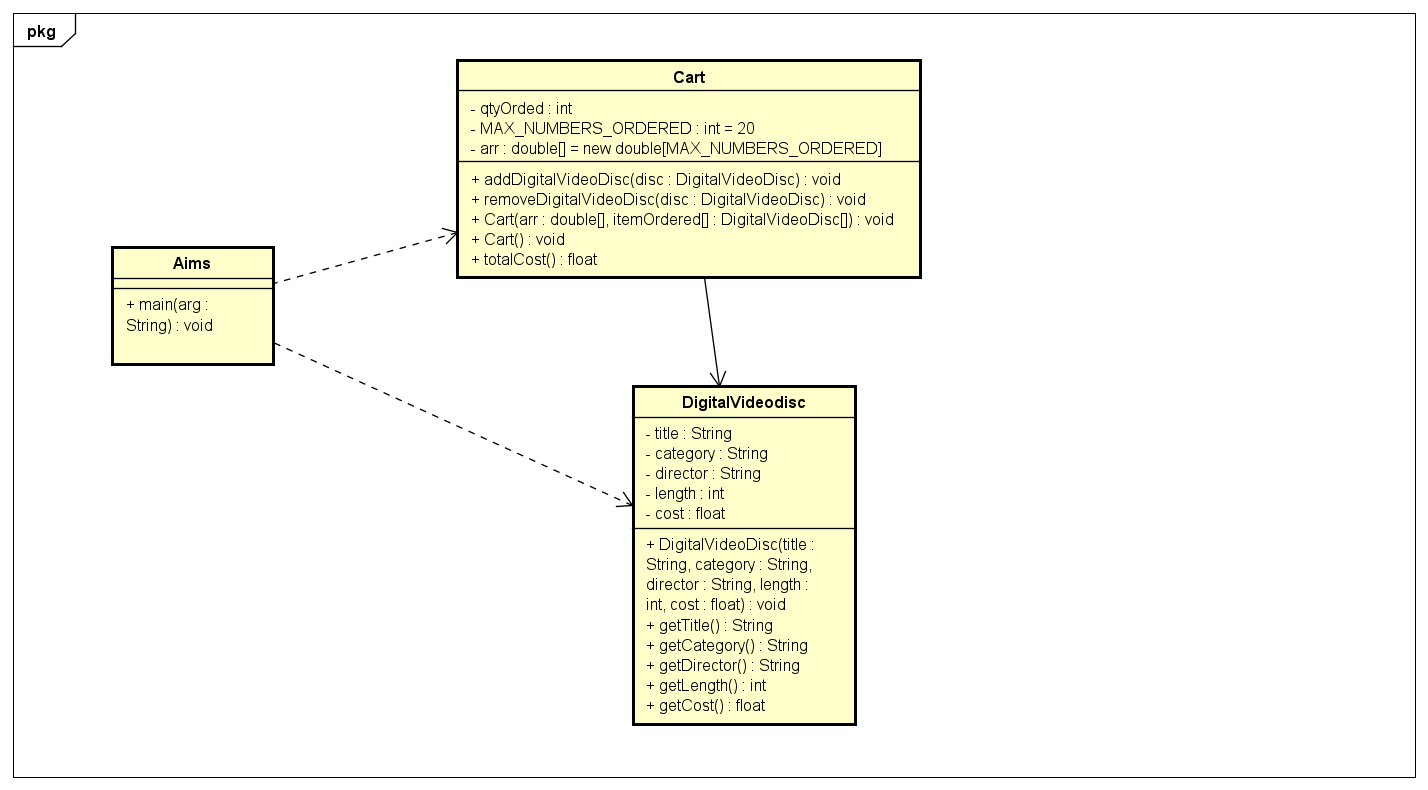 pkg
Cart
- qtyOrded : int
- MAX_NUMBERS_ORDERED : int = 20
- arr : double[] = new double[MAX_NUMBERS_ORDERED]
+ addDigitalVideoDisc(disc : DigitalVideoDisc) : void
+ removeDigitalVideoDisc(disc : DigitalVideoDisc) : void
+ Cart(arr : double[], itemOrdered[] : DigitalVideoDisc[]) : void
+ Cart() : void
+ totalCost() : float
Aims
+ main(arg :
String) : void
DigitalVideodisc
- title : String
- category : String
- director : String
- length : int
- cost : float
+ DigitalVideoDisc(title :
String, category : String,
director : String, length :
int, cost : float) : void
+ getTitle() : String
+ getCategory() : String
+ getDirector() : String
+ getLength() : int
+ getCost() : float